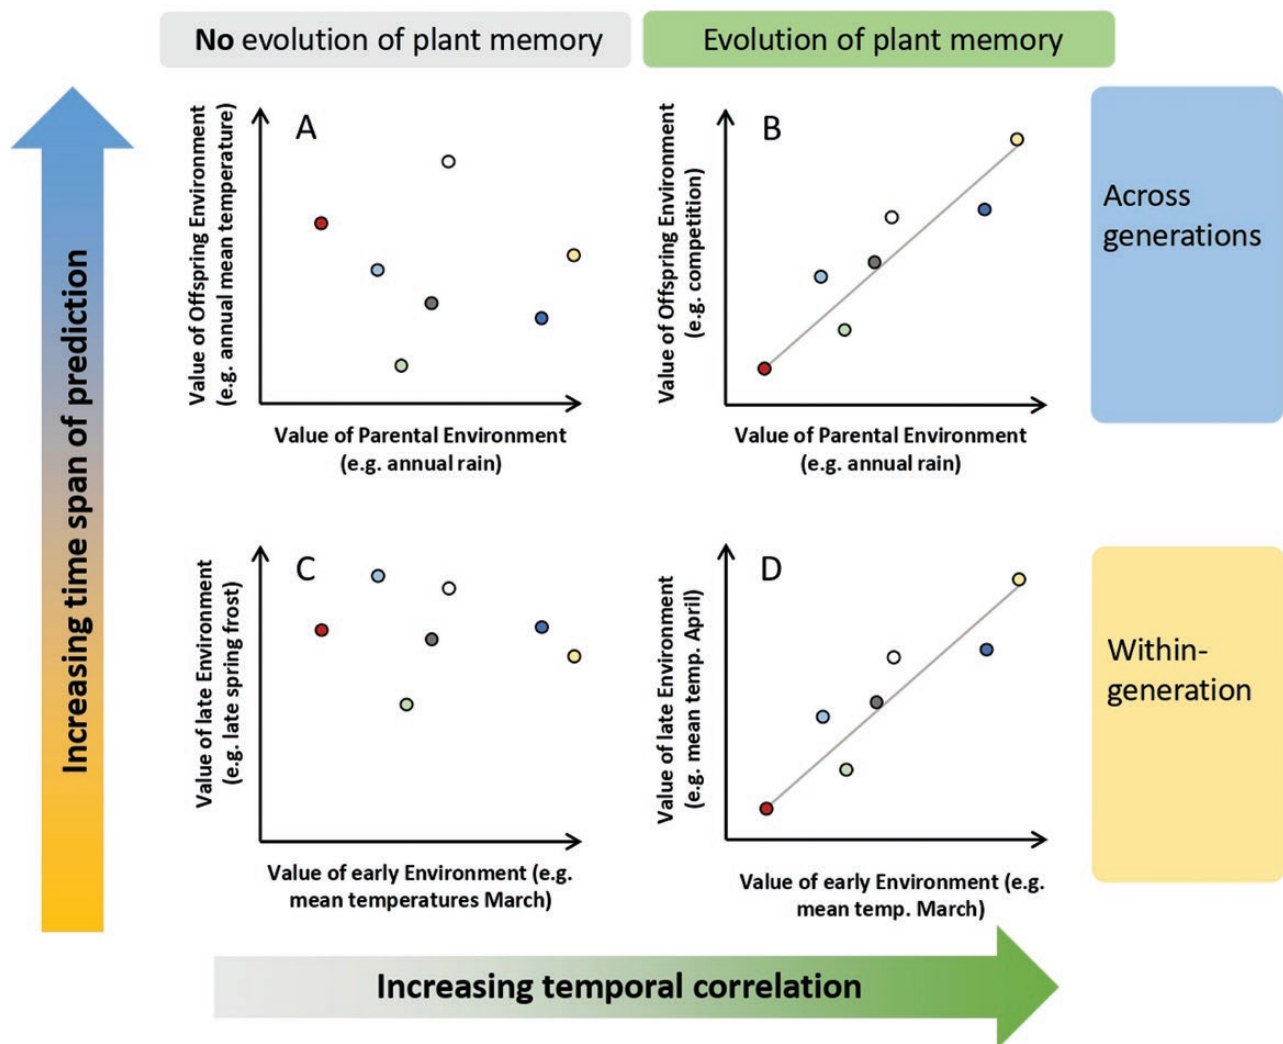 No evolution of plant memory
Evolution of plant memory
Increasing time span of prediction
A
Value of Offspring Environment
(e.g. annual mean temperature)
Value of Parental Environment
(e.g. annual rain)
B
Value of Offspring Environment
(e.g. competition)
Value of Parental Environment
(e.g. annual rain)
Across
generations
C
Value of late Environment
(e.g. late spring frost)
Value of early Environment (e.g.
mean temperatures March)
D
Value of late Environment
(e.g. mean temp. April)
Value of early Environment (e.g.
mean temp. March)
Within-
generation
Increasing temporal correlation